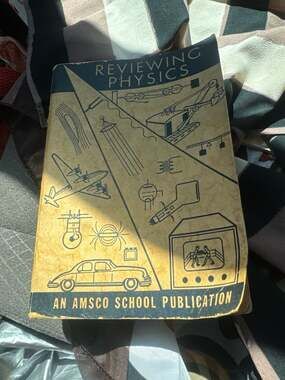 REVIEWING
PHYSICS
AN AMSCO SCHOOL PUBLICATION